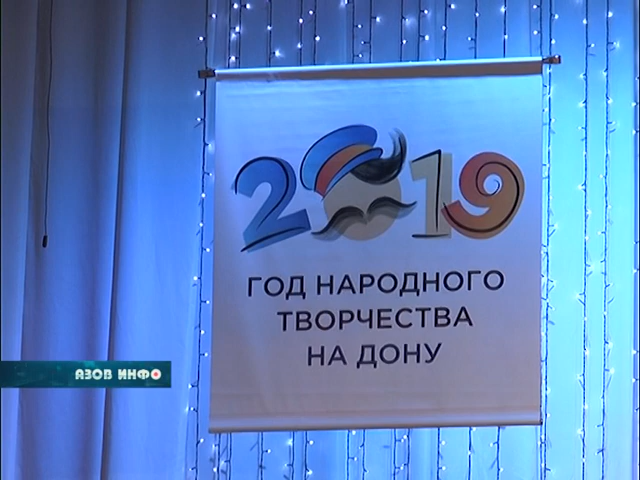 2019
ГОД НАРОДНОГО
ТВОРЧЕСТВА
НА ДОНУ
АЗОВ ИНФО